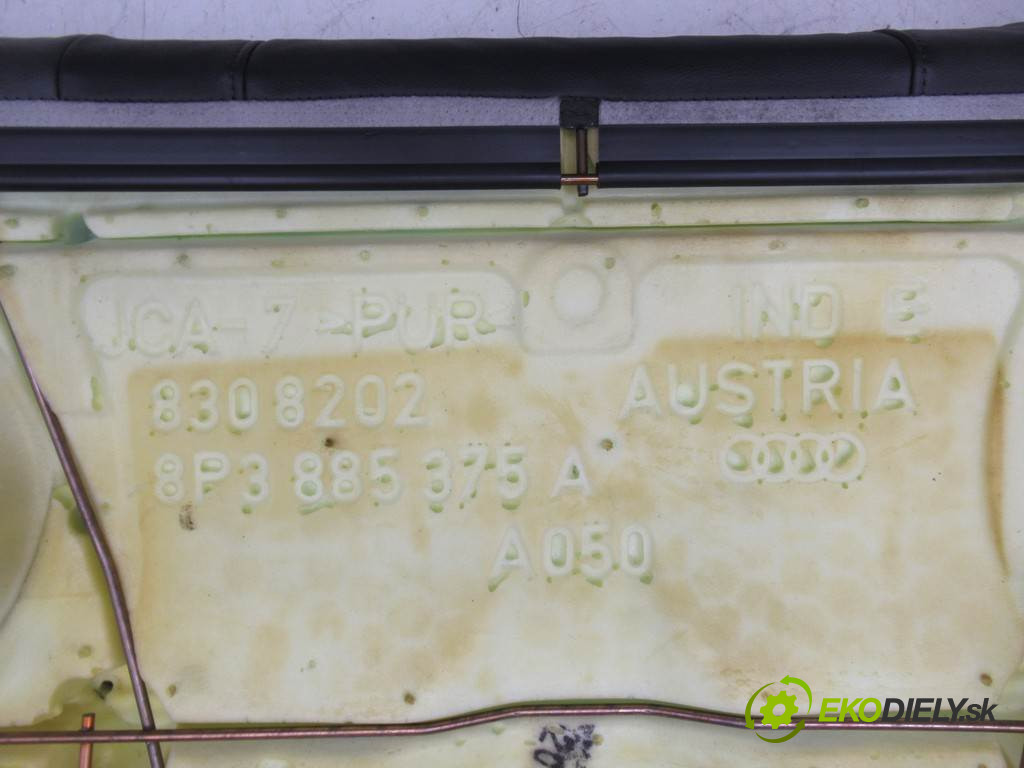 JCA-7 >PUR< IND E
8308202 AUSTRIA
8P3 885 375 A
A050
EKODIELY.sk